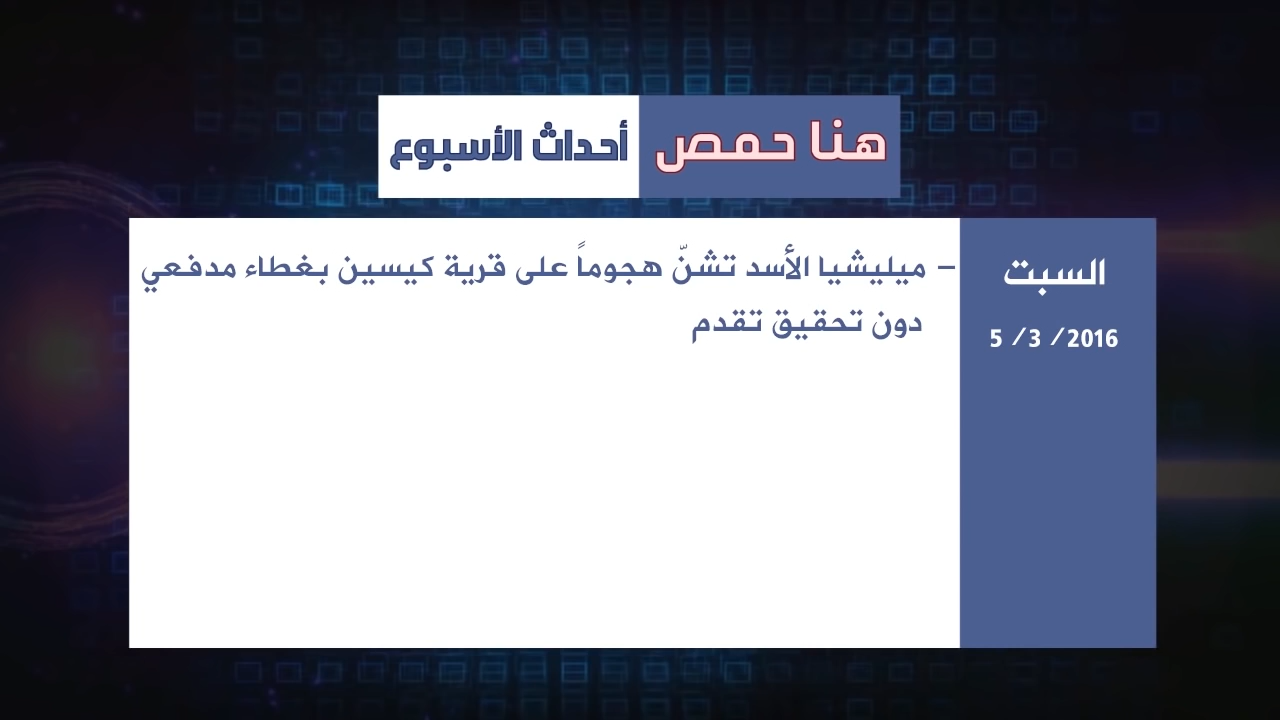 هنا حمص
أحداث الأسبوع
السبت
5 /3 /2016
– ميليشيا الأسد تشنّ هجوماً على قرية كيسين بغطاء مدفعي
دون تحقيق تقدم